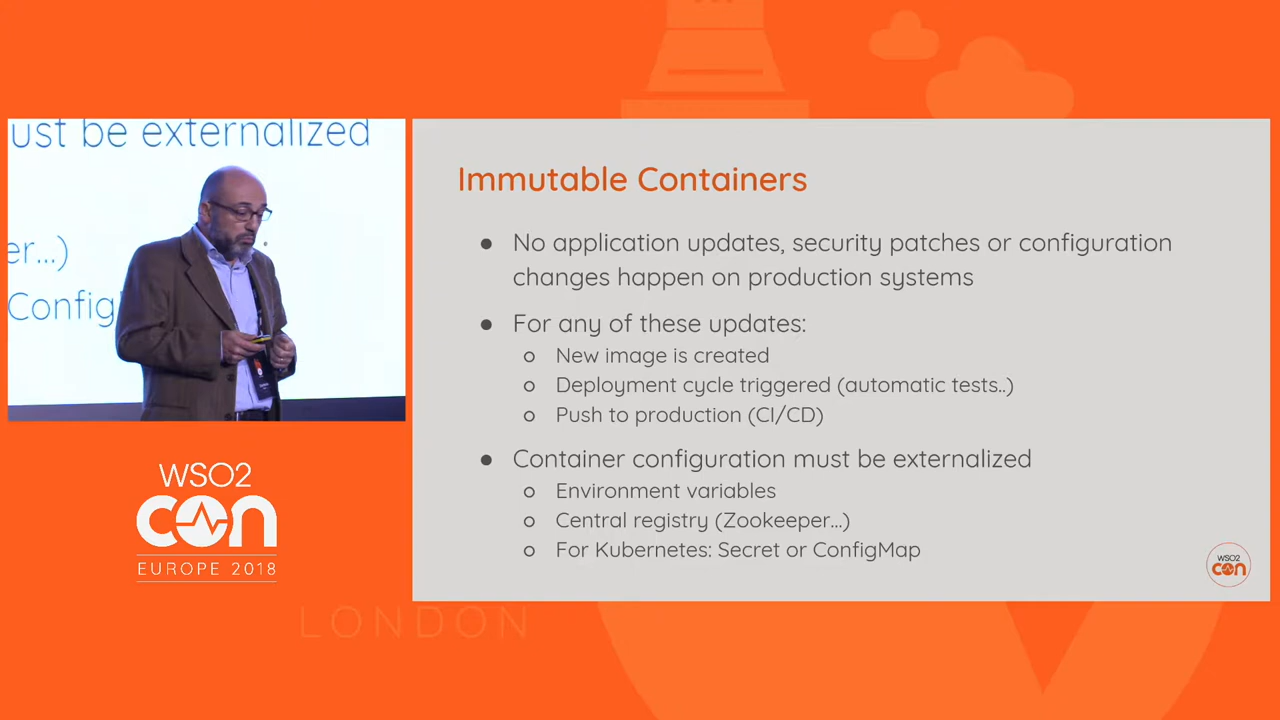 ust be externalized
er...)
Config
WSO2
CON
EUROPE 2018
LONDON
Immutable Containers
● No application updates, security patches or configuration
changes happen on production systems
● For any of these updates:
○ New image is created
○ Deployment cycle triggered (automatic tests..)
○ Push to production (CI/CD)
● Container configuration must be externalized
○ Environment variables
○ Central registry (Zookeeper...)
○ For Kubernetes: Secret or ConfigMap
WSO2
CON